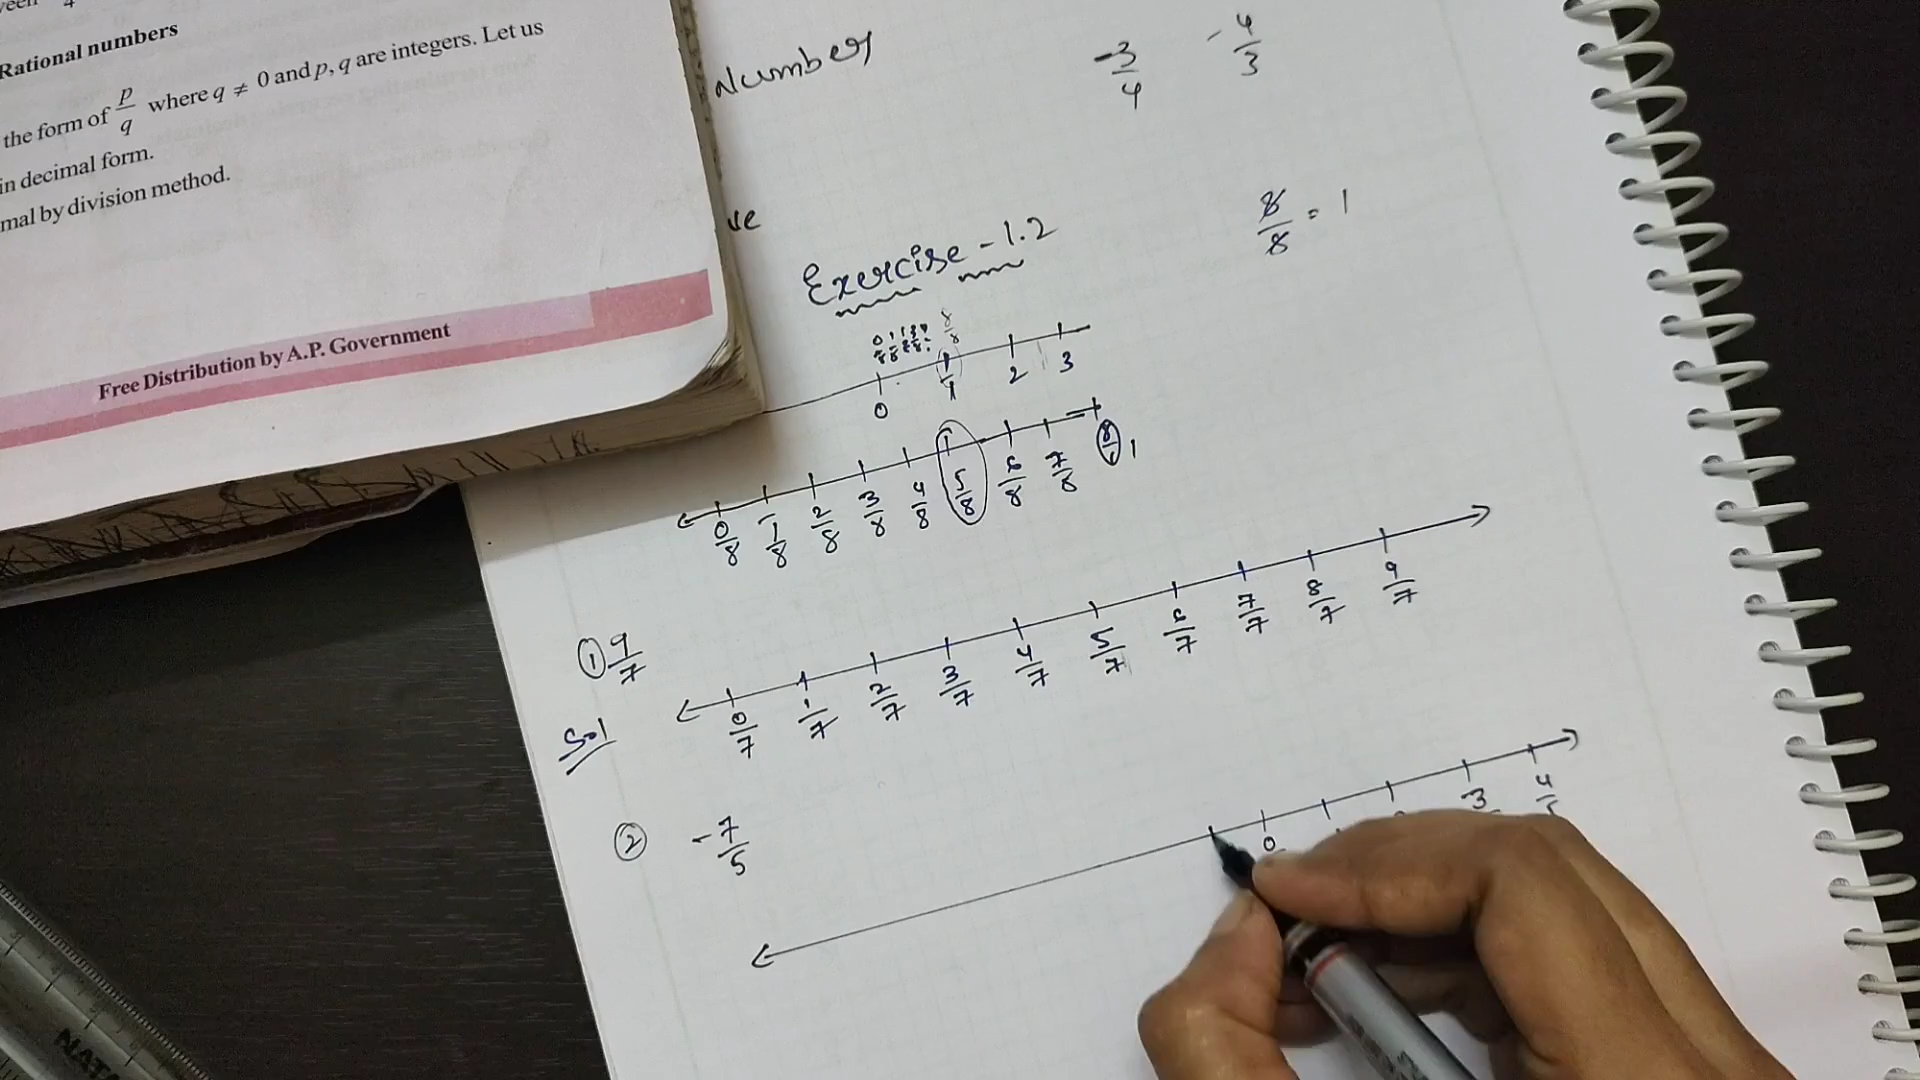 Rational numbers
the form of p/q where q ≠ 0 and p, q are integers. Let us
in decimal form.
mal by division method.
Free Distribution by A.P. Government
Number
-3/4 -4/3
ve
Exercise - 1.2
8/8 = 1
0 1 2 3
0/8 1/8 2/8 3/8 4/8 5/8 6/8 7/8 1
① 9/7
0/7 1/7 2/7 3/7 4/7 5/7 6/7 7/7 8/7 9/7
Sol
② -7/5
0 3 4
NATA